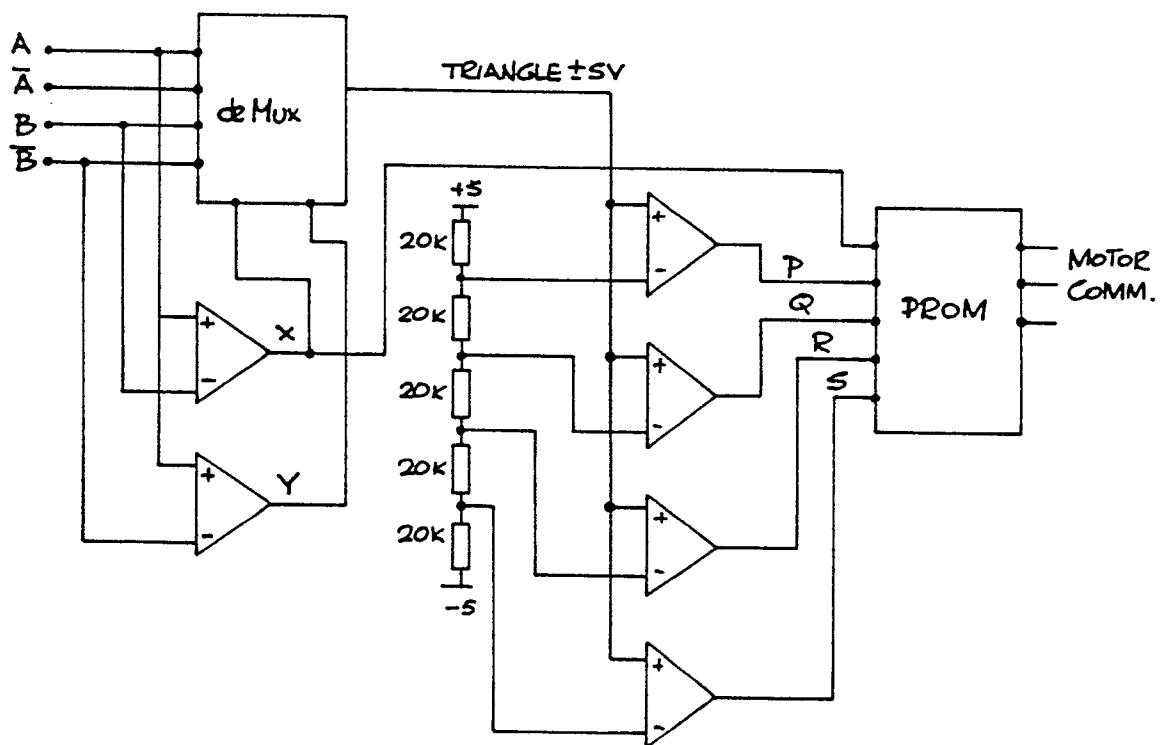 A
A̅
B
B̅
de Mux
TRIANGLE ±5V
X
Y
+5
20K
20K
20K
20K
20K
-5
+
-
+
-
+
-
+
-
+
-
+
-
P
Q
R
S
PROM
MOTOR
COMM.